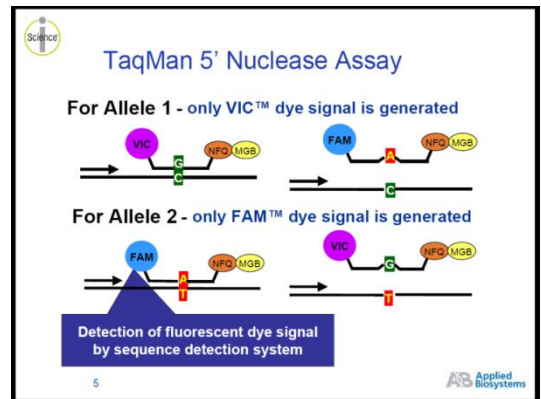 iScience
TaqMan 5' Nuclease Assay
For Allele 1 - only VIC™ dye signal is generated
VIC G NFQ MGB FAM A NFQ MGB
C C
For Allele 2 - only FAM™ dye signal is generated
FAM A NFQ MGB VIC G NFQ MGB
T T
Detection of fluorescent dye signal
by sequence detection system
5
AB Applied
Biosystems